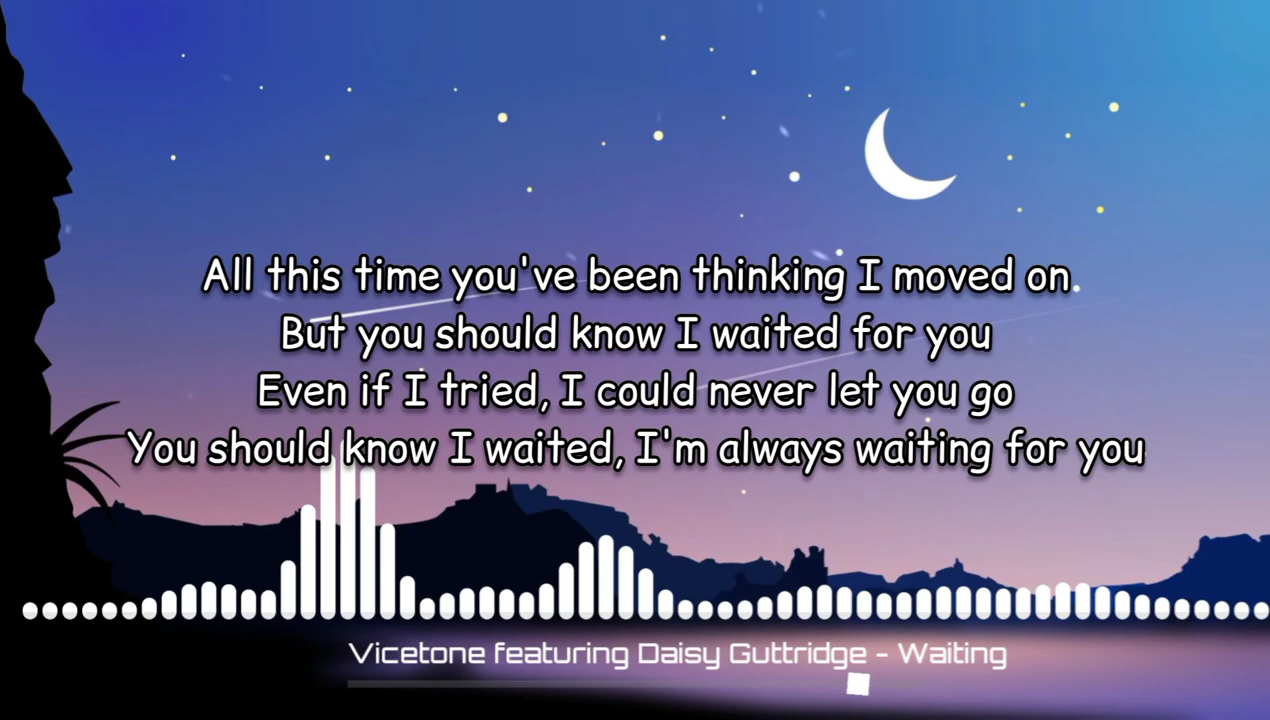 All this time you've been thinking I moved on.
But you should know I waited for you
Even if I tried, I could never let you go
You should know I waited, I'm always waiting for you
Vicetone featuring Daisy Guttridge - Waiting